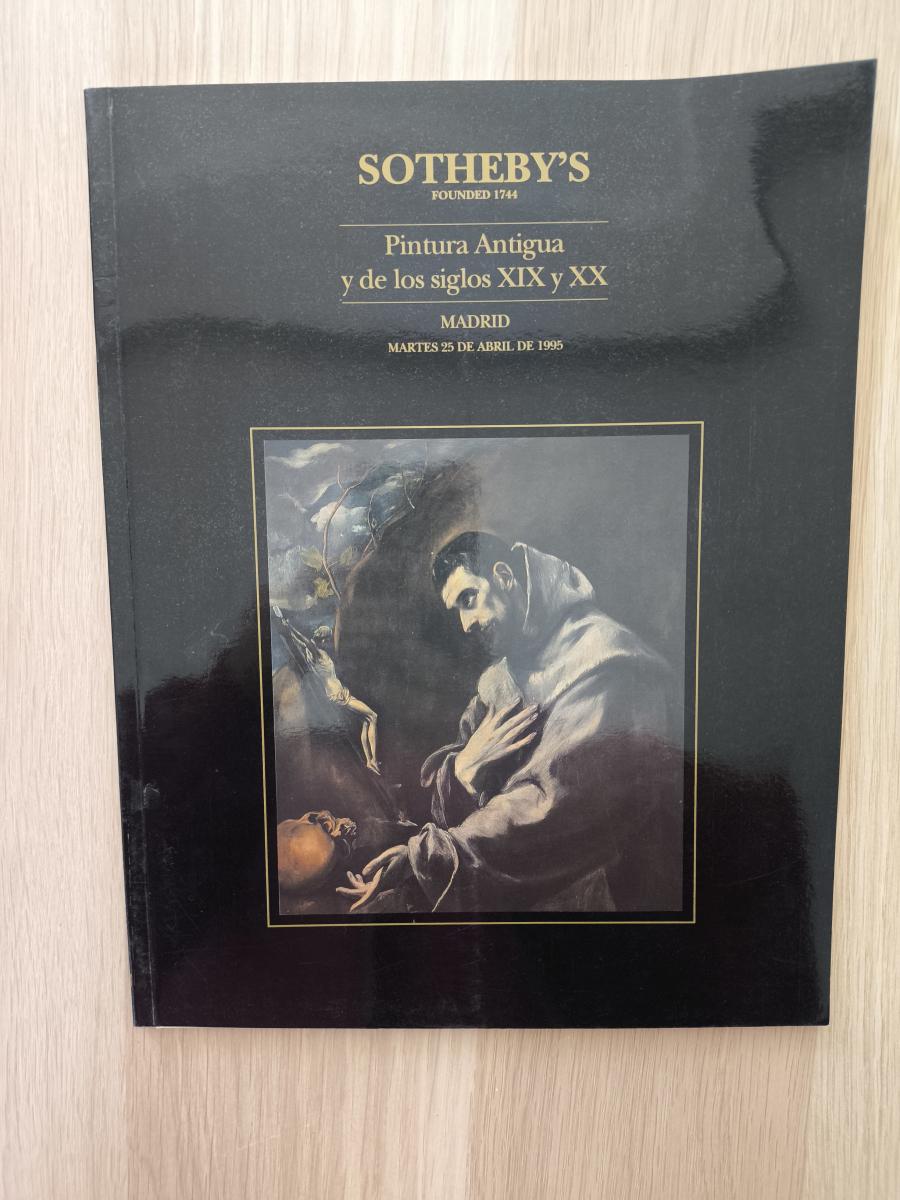 SOTHEBY'S
FOUNDED 1744
Pintura Antigua
y de los siglos XIX y XX
MADRID
MARTES 25 DE ABRIL DE 1995